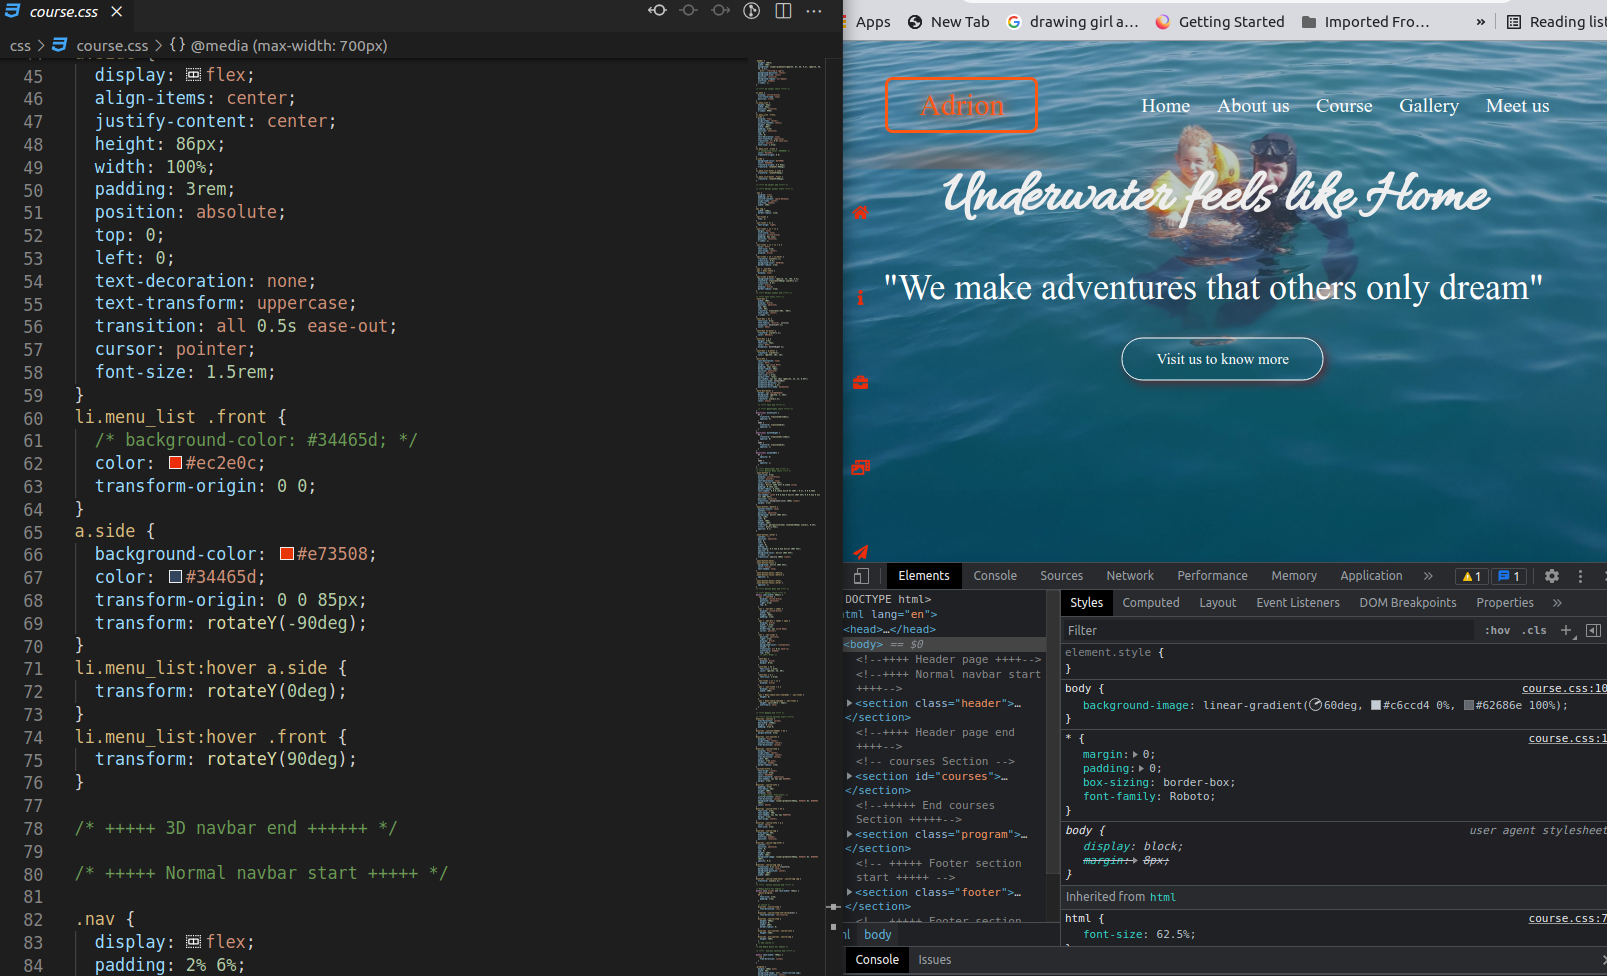 course.css
css > course.css > {} @media (max-width: 700px)
45 display: flex;
46 align-items: center;
47 justify-content: center;
48 height: 86px;
49 width: 100%;
50 padding: 3rem;
51 position: absolute;
52 top: 0;
53 left: 0;
54 text-decoration: none;
55 text-transform: uppercase;
56 transition: all 0.5s ease-out;
57 cursor: pointer;
58 font-size: 1.5rem;
59 }
60 li.menu_list .front {
61 /* background-color: #34465d; */
62 color: #ec2e0c;
63 transform-origin: 0 0;
64 }
65 a.side {
66 background-color: #e73508;
67 color: #34465d;
68 transform-origin: 0 0 85px;
69 transform: rotateY(-90deg);
70 }
71 li.menu_list:hover a.side {
72 transform: rotateY(0deg);
73 }
74 li.menu_list:hover .front {
75 transform: rotateY(90deg);
76 }
77
78 /* +++++ 3D navbar end ++++++ */
79
80 /* +++++ Normal navbar start +++++ */
81
82 .nav {
83 display: flex;
84 padding: 2% 6%;
Apps New Tab drawing girl a... Getting Started Imported Fro... » Reading list
Adrion
Home About us Course Gallery Meet us
Underwater feels like Home
"We make adventures that others only dream"
Visit us to know more
Elements Console Sources Network Performance Memory Application » 1 1
DOCTYPE html>
html lang="en">
<head>…</head>
<body> == $0
<!--++++ Header page ++++-->
<!--++++ Normal navbar start
++++-->
<section class="header">…
</section>
<!--++++ Header page end
++++-->
<!-- courses Section -->
<section id="courses">…
</section>
<!--+++++ End courses
Section +++++-->
<section class="program">…
</section>
<!-- +++++ Footer section
start +++++ -->
<section class="footer">…
</section>
<!-- +++++ Footer section
body
Styles Computed Layout Event Listeners DOM Breakpoints Properties »
Filter :hov .cls +
element.style {
}
body { course.css:10
background-image: linear-gradient(60deg, #c6ccd4 0%, #62686e 100%);
}
* { course.css:1
margin: 0;
padding: 0;
box-sizing: border-box;
font-family: Roboto;
}
body { user agent stylesheet
display: block;
margin: 8px;
}
Inherited from html
html { course.css:7
font-size: 62.5%;
Console Issues